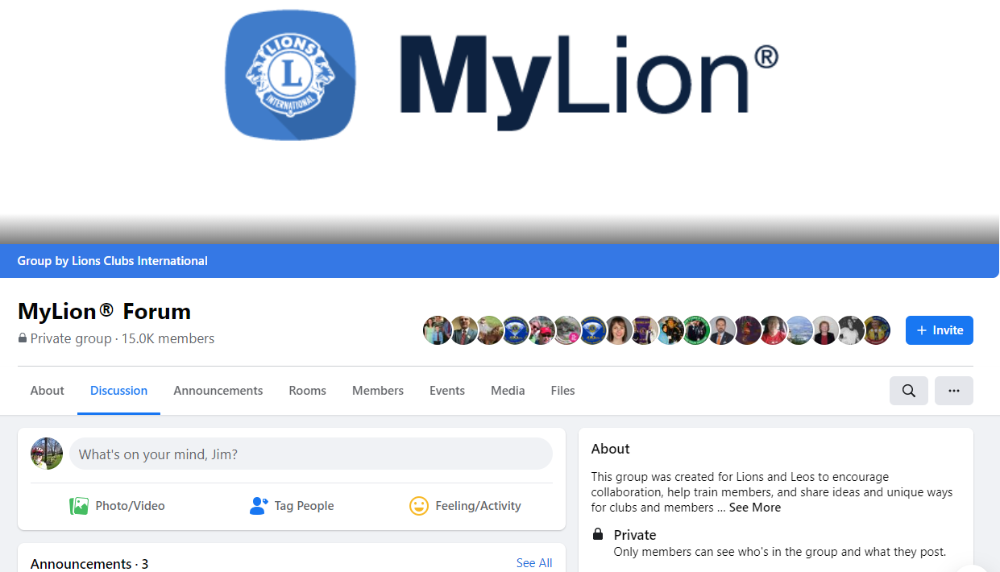 LIONS
L
INTERNATIONAL
MyLion®
Group by Lions Clubs International
MyLion® Forum
Private group · 15.0K members
+ Invite
About
Discussion
Announcements
Rooms
Members
Events
Media
Files
What's on your mind, Jim?
Photo/Video
Tag People
Feeling/Activity
Announcements · 3
See All
About
This group was created for Lions and Leos to encourage
collaboration, help train members, and share ideas and unique ways
for clubs and members ... See More
Private
Only members can see who's in the group and what they post.